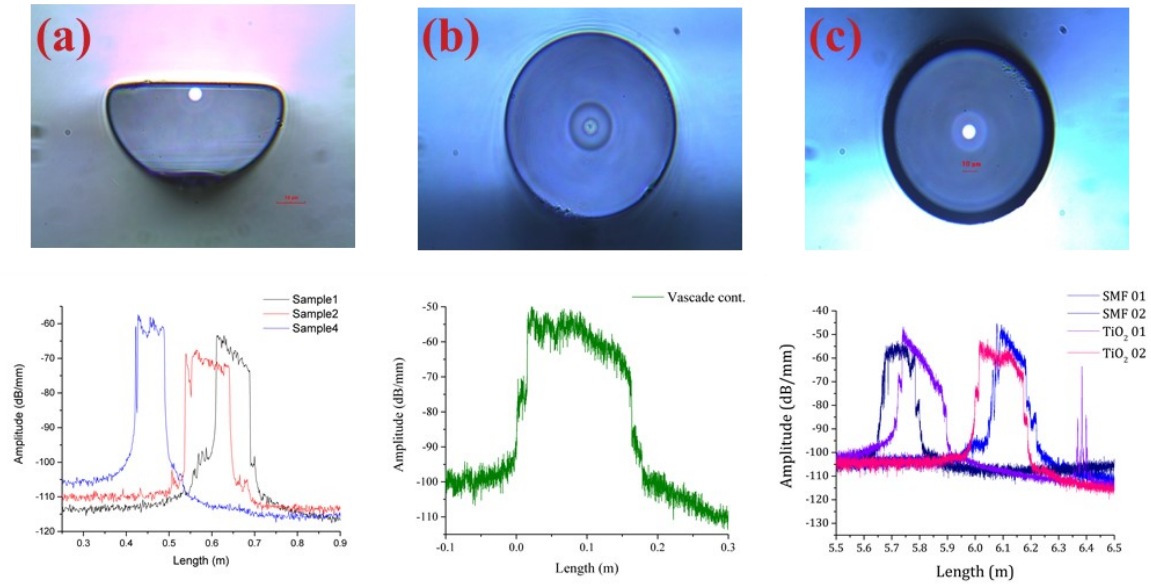 (a)
(b)
(c)
10 µm
Sample1
Sample2
Sample4
-60
-70
-80
-90
-100
-110
-120
Amplitude (dB/mm)
0.3 0.4 0.5 0.6 0.7 0.8 0.9
Length (m)
Vascade cont.
-50
-60
-70
-80
-90
-100
-110
Amplitude (dB/mm)
-0.1 0.0 0.1 0.2 0.3
Length (m)
SMF 01
SMF 02
TiO₂ 01
TiO₂ 02
-40
-50
-60
-70
-80
-90
-100
-110
-120
-130
Amplitude (dB/mm)
5.5 5.6 5.7 5.8 5.9 6.0 6.1 6.2 6.3 6.4 6.5
Length (m)